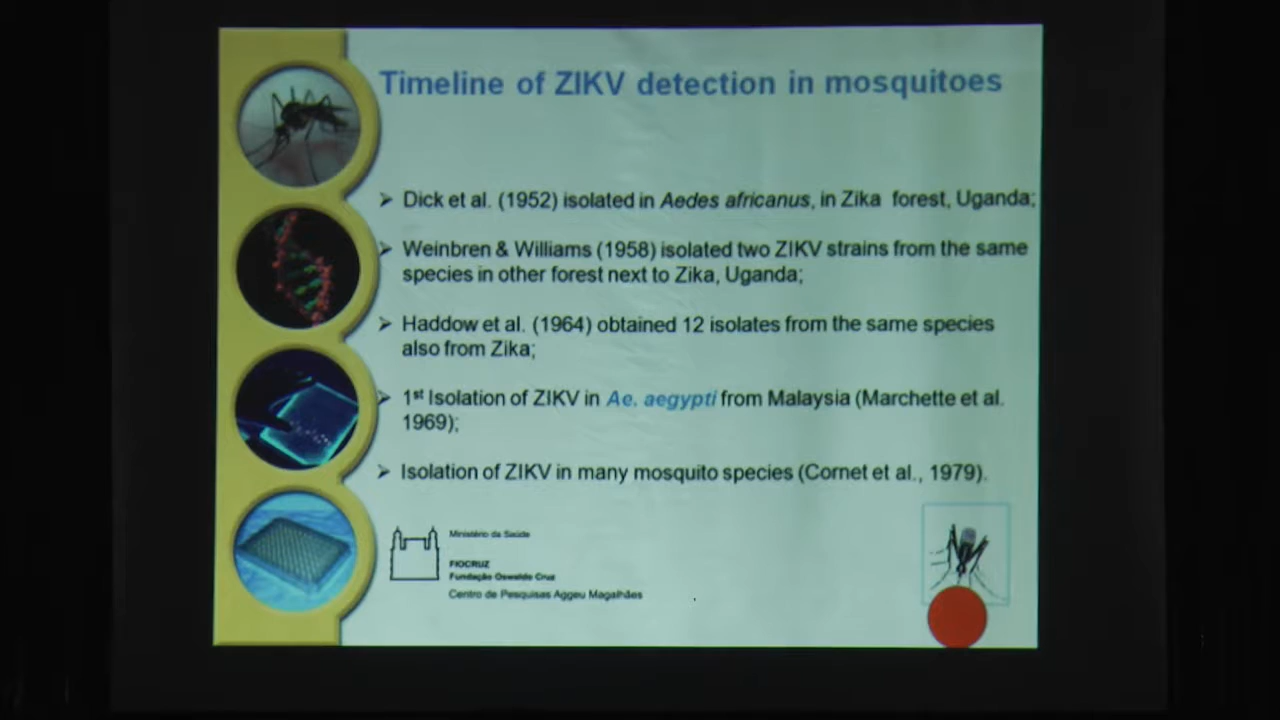 Timeline of ZIKV detection in mosquitoes
➢ Dick et al. (1952) isolated in Aedes africanus, in Zika forest, Uganda;
➢ Weinbren & Williams (1958) isolated two ZIKV strains from the same
species in other forest next to Zika, Uganda;
➢ Haddow et al. (1964) obtained 12 isolates from the same species
also from Zika;
➢ 1st Isolation of ZIKV in Ae. aegypti from Malaysia (Marchette et al.
1969);
➢ Isolation of ZIKV in many mosquito species (Cornet et al., 1979).
Ministério da Saúde
FIOCRUZ
Fundação Oswaldo Cruz
Centro de Pesquisas Aggeu Magalhães